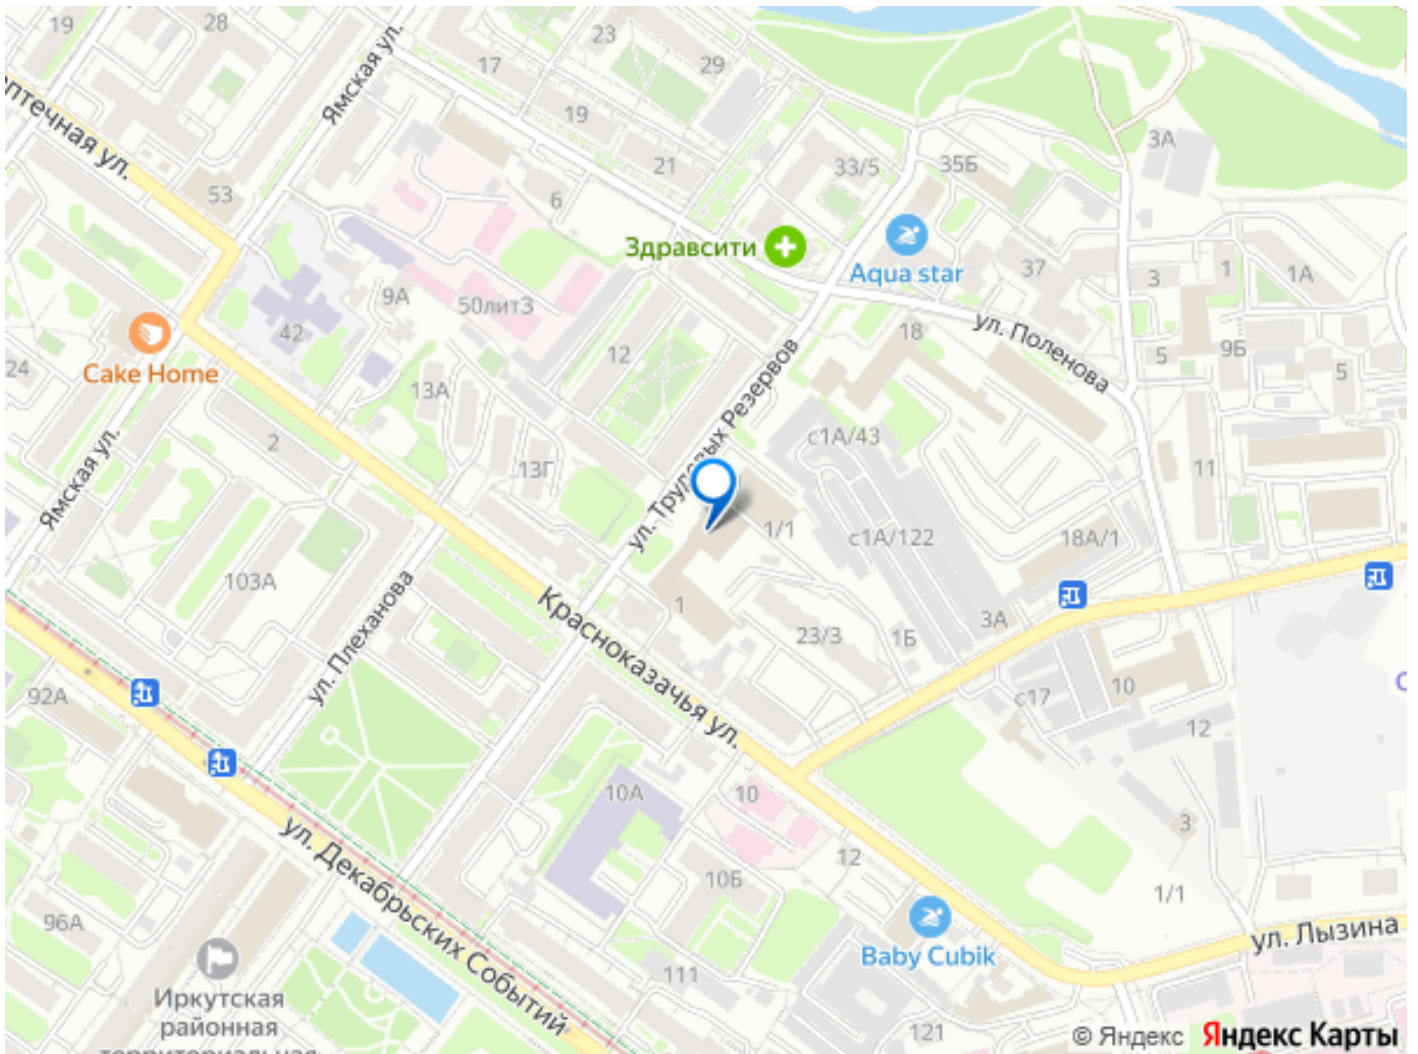 19
28
23
29
17
19
21
Ямская ул.
птечная ул.
53
6
33/5
35Б
3А
Здравсити
Aqua star
37
3
1
1А
9А
50литЗ
42
Cake Home
24
12
18
ул. Поленова
5
9Б
5
13А
ул. Трудовых Резервов
с1А/43
2
13Г
11
Ямская ул.
1/1
с1А/122
18А/1
103А
ул. Плеханова
Красноказачья ул.
1
23/3
1Б
3А
92А
с17
10
12
10А
10
3
ул. Декабрьских Событий
12
10Б
1/1
96А
Baby Cubik
ул. Лызина
111
Иркутская
районная
территориальная
121
© Яндекс Яндекс Карты